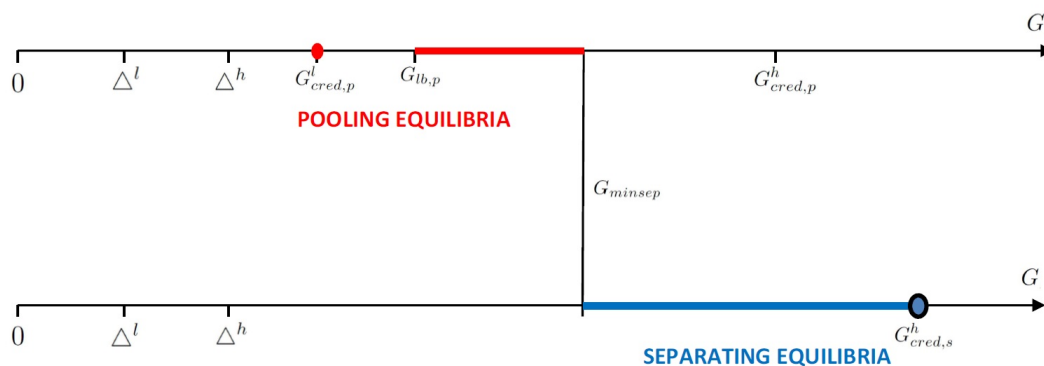 G
0 △^l △^h G^l_{cred,p} G_{lb,p} G^h_{cred,p}
POOLING EQUILIBRIA
G_{minsep}
G
0 △^l △^h G^h_{cred,s}
SEPARATING EQUILIBRIA